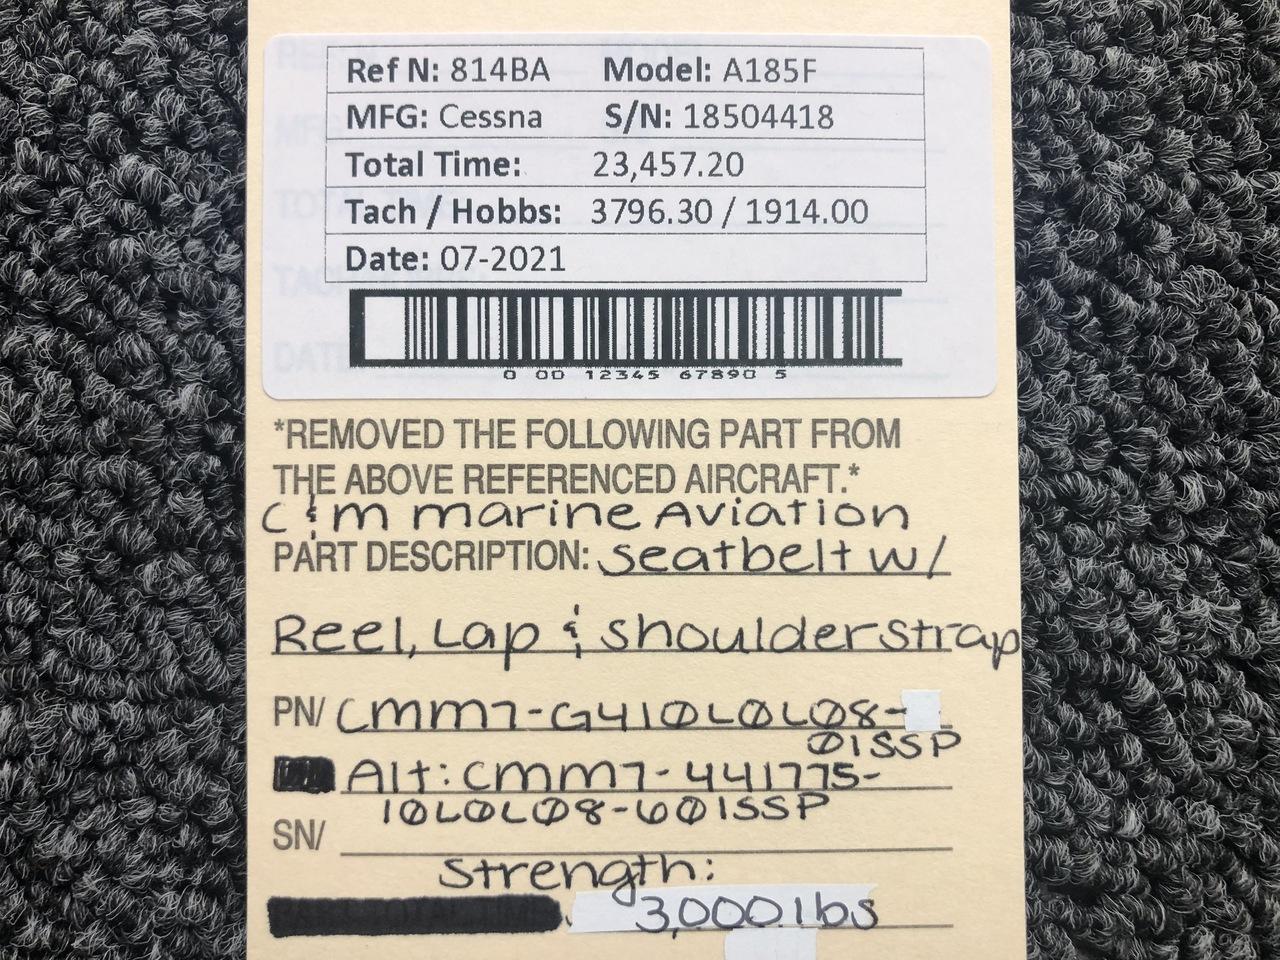 Ref N: 814BA Model: A185F
MFG: Cessna S/N: 18504418
Total Time: 23,457.20
Tach / Hobbs: 3796.30 / 1914.00
Date: 07-2021
0 00 12345 67890 5
*REMOVED THE FOLLOWING PART FROM
THE ABOVE REFERENCED AIRCRAFT.*
C & m marine Aviation
PART DESCRIPTION: Seatbelt w/
Reel, Lap & Shoulder strap
PN/ CMM7-G410L0L08-
01SSP
Alt: CMM7-441775-
10L0L08-601SSP
SN/
Strength:
3,000lbs